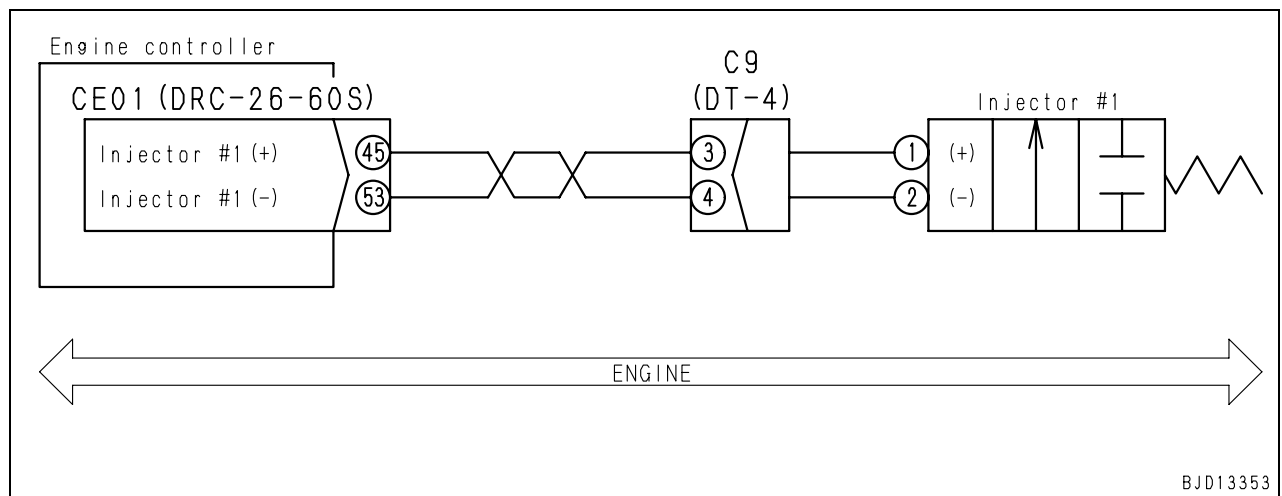 Engine controller
CE01 (DRC-26-60S)
Injector #1 (+)
Injector #1 (-)
45
53
C9
(DT-4)
3
4
Injector #1
1 (+)
2 (-)
ENGINE
BJD13353